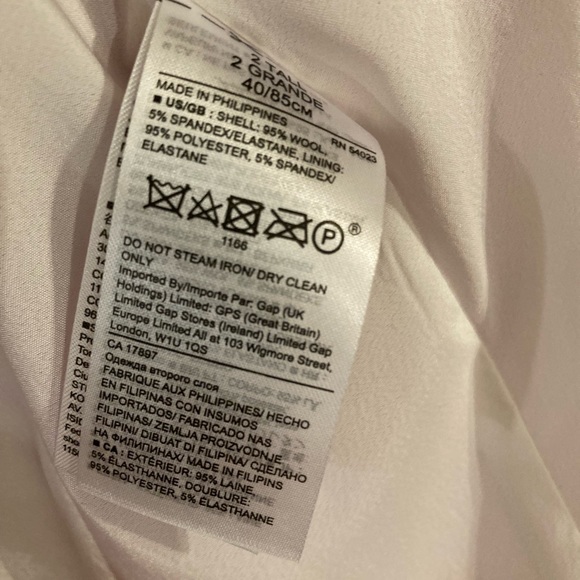 2 TALL
2 GRANDE
40/85CM
MADE IN PHILIPPINES RN 54023
■ US/GB : SHELL: 95% WOOL,
5% SPANDEX/ELASTANE, LINING:
95% POLYESTER, 5% SPANDEX/
ELASTANE
P ®
1166
DO NOT STEAM IRON/ DRY CLEAN
ONLY
Imported By/Importe Par: Gap (UK
Holdings) Limited: GPS (Great Britain)
Limited Gap Stores (Ireland) Limited Gap
Europe Limited All at 103 Wigmore Street,
London, W1U 1QS
CA 17897
Одежда второго слоя
FABRIQUE AUX PHILIPPINES/ HECHO
EN FILIPINAS CON INSUMOS
IMPORTADOS/ FABRICADO NAS
FILIPINAS/ ZEMLJA PROIZVODNJE
FILIPINI/ DIBUAT DI FILIPINA/ СДЕЛАНО
НА ФИЛИППИНАХ/ MADE IN FILIPINS
■ CA : EXTÉRIEUR: 95% LAINE,
5% ÉLASTHANNE, DOUBLURE:
95% POLYESTER, 5% ÉLASTHANNE